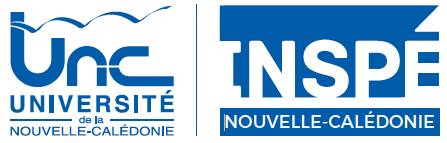 unc
UNIVERSITÉ
de la
NOUVELLE-CALÉDONIE
INSPÉ
NOUVELLE-CALÉDONIE